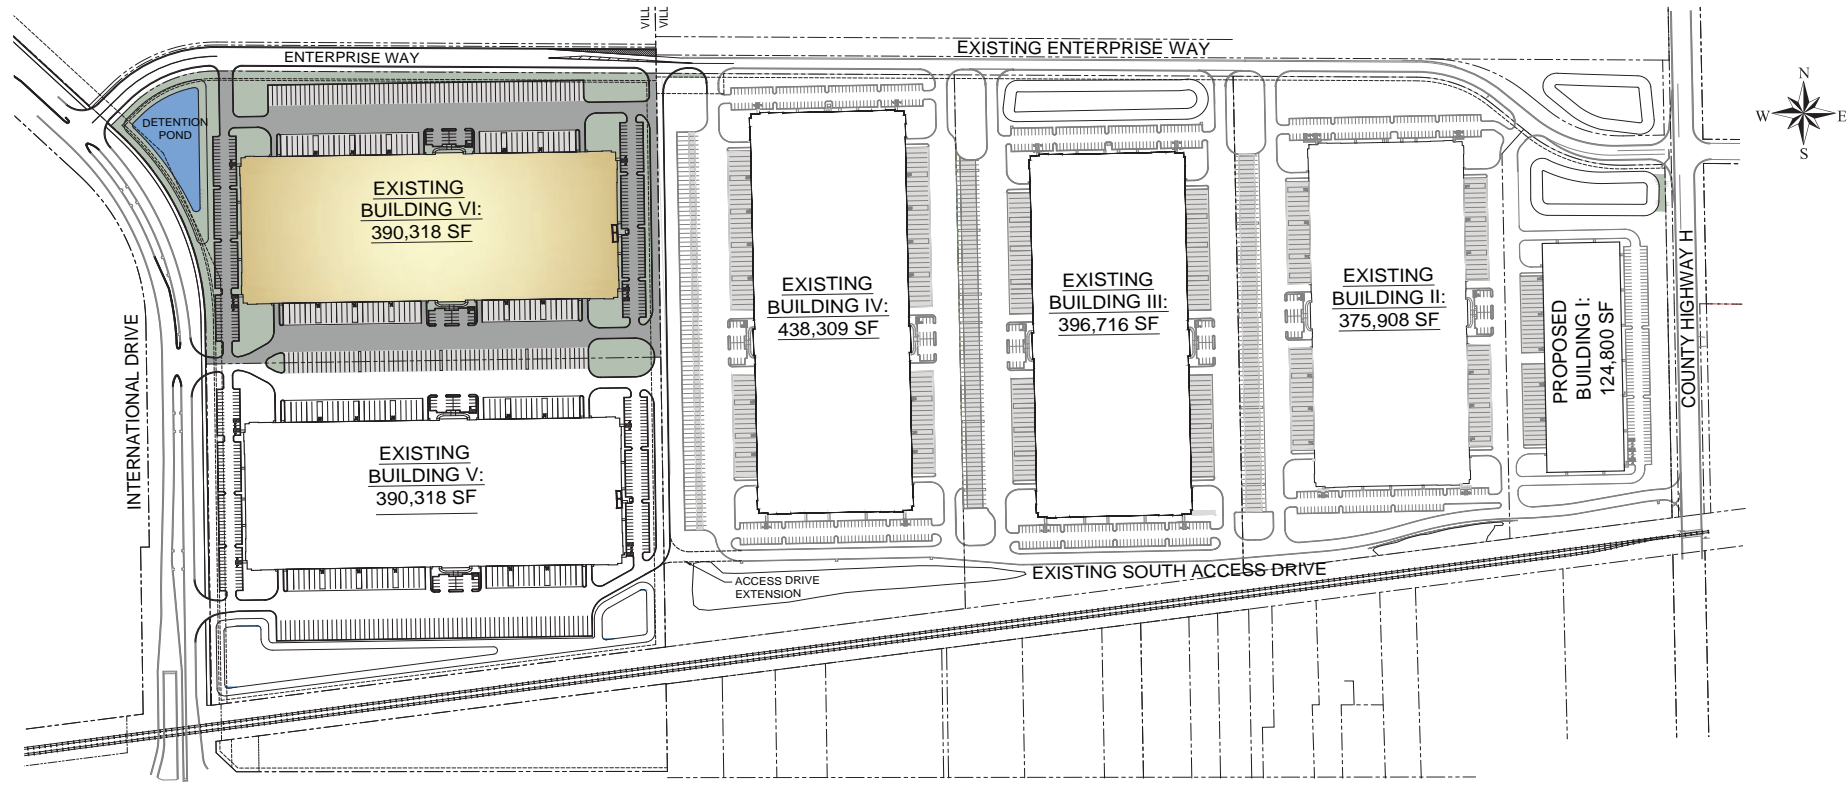 VILL
VILL
ENTERPRISE WAY
EXISTING ENTERPRISE WAY
N
W
E
S
DETENTION
POND
EXISTING
BUILDING VI:
390,318 SF
EXISTING
BUILDING IV:
438,309 SF
EXISTING
BUILDING III:
396,716 SF
EXISTING
BUILDING II:
375,908 SF
PROPOSED
BUILDING I:
124,800 SF
COUNTY HIGHWAY H
INTERNATIONAL DRIVE
EXISTING
BUILDING V:
390,318 SF
ACCESS DRIVE
EXTENSION
EXISTING SOUTH ACCESS DRIVE